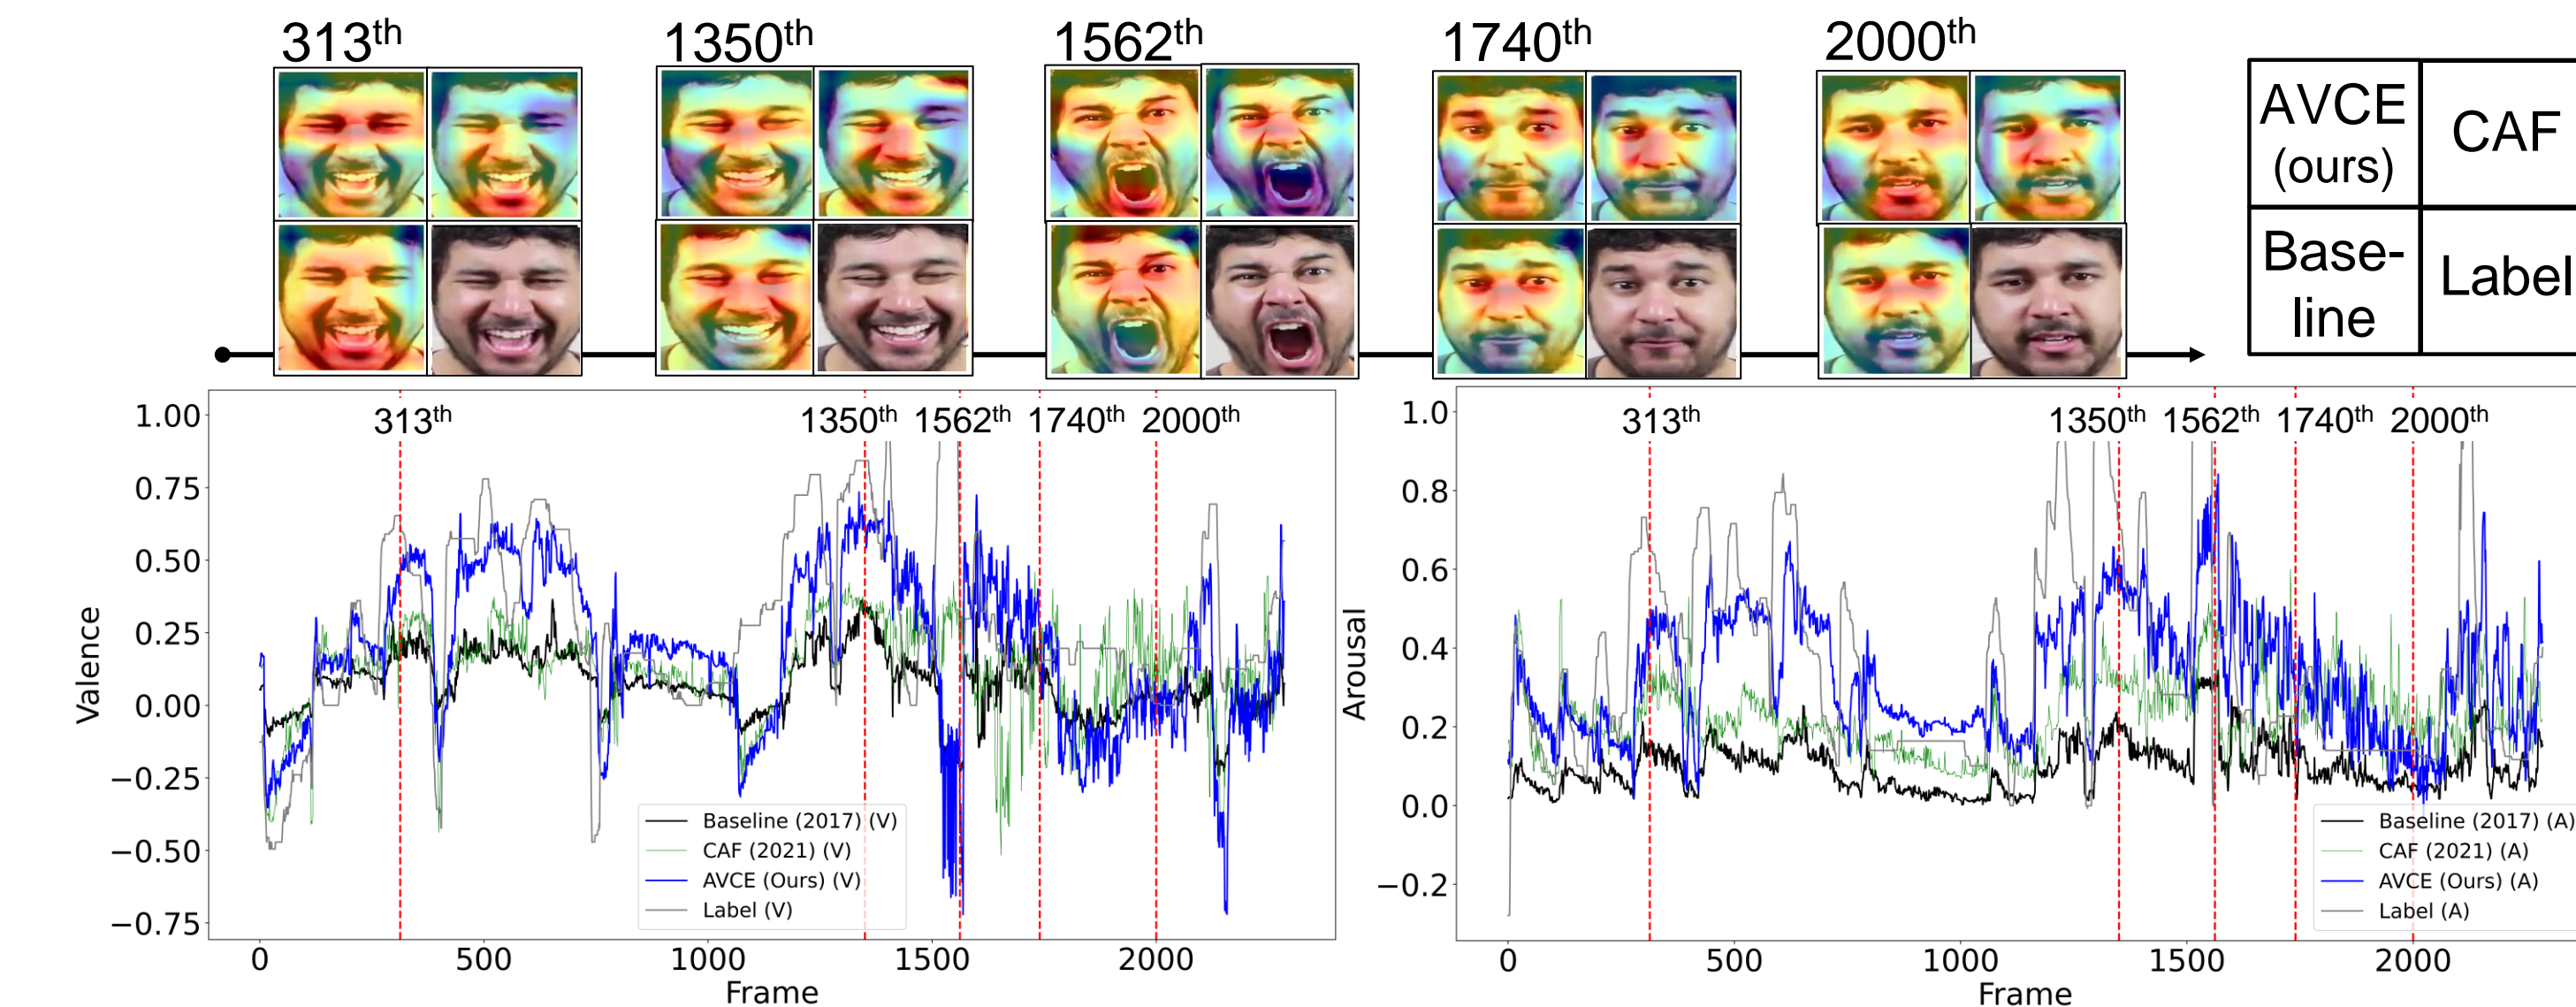 313th 1350th 1562th 1740th 2000th
AVCE
(ours)
CAF
Base-
line
Label
1.00
0.75
0.50
0.25
0.00
−0.25
−0.50
−0.75
Valence
313th 1350th 1562th 1740th 2000th
Baseline (2017) (V)
CAF (2021) (V)
AVCE (Ours) (V)
Label (V)
0 500 1000 1500 2000
Frame
1.0
0.8
0.6
0.4
0.2
0.0
−0.2
Arousal
313th 1350th 1562th 1740th 2000th
Baseline (2017) (A)
CAF (2021) (A)
AVCE (Ours) (A)
Label (A)
0 500 1000 1500 2000
Frame